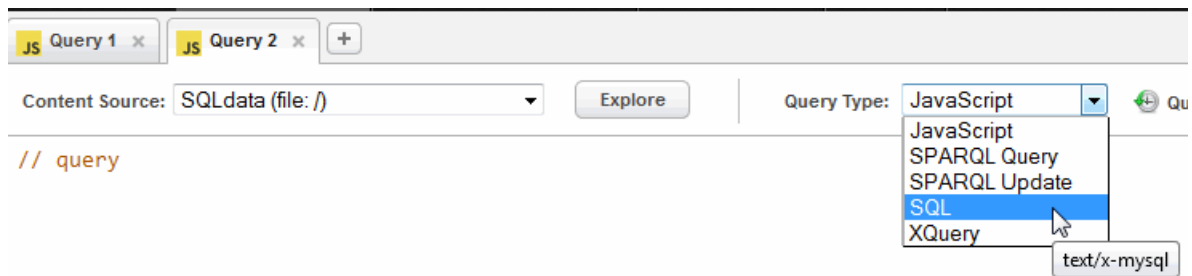 JS Query 1 × JS Query 2 × +
Content Source: SQLdata (file: /) Explore Query Type: JavaScript Qu
JavaScript
// query
SPARQL Query
SPARQL Update
SQL
XQuery
text/x-mysql